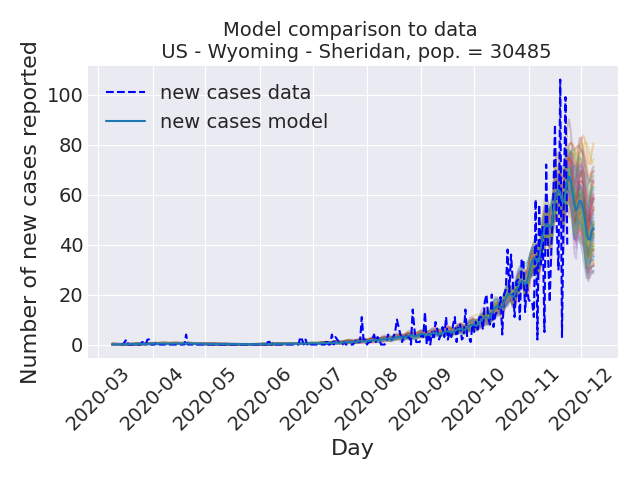 Model comparison to data
US - Wyoming - Sheridan, pop. = 30485
new cases data
new cases model
Number of new cases reported
100
80
60
40
20
0
2020-03
2020-04
2020-05
2020-06
2020-07
2020-08
2020-09
2020-10
2020-11
2020-12
Day